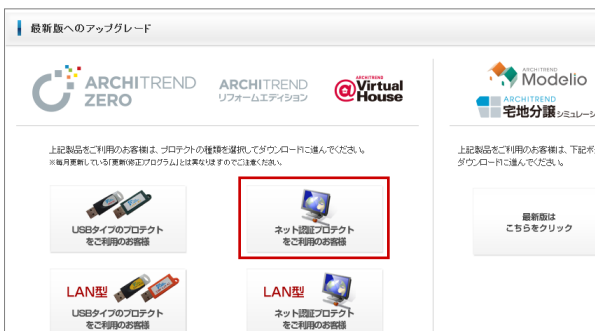 最新版へのアップグレード
ARCHITREND
ZERO
ARCHITREND
リフォームエディション
ARCHITREND
Virtual
House
ARCHITREND
Modelio
ARCHITREND
宅地分譲 シミュレーシ
上記製品をご利用のお客様は、プロテクトの種類を選択してダウンロードに進んでください。
※毎月更新している「更新(修正)プログラム」とは異なりますのでご注意ください。
上記製品をご利用のお客様は、下記ボ
ダウンロードに進んでください。
USBタイプのプロテクト
をご利用のお客様
ネット認証プロテクト
をご利用のお客様
最新版は
こちらをクリック
LAN型
USBタイプのプロテクト
をご利用のお客様
LAN型
ネット認証プロテクト
をご利用のお客様